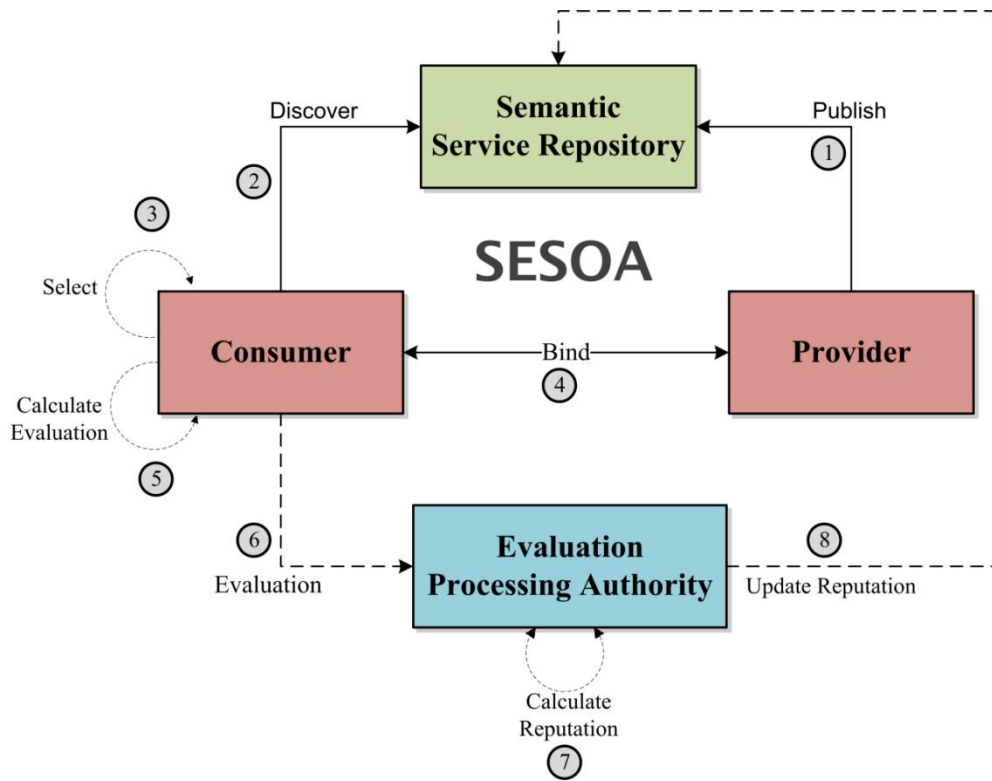 Semantic
Service Repository
Discover
Publish
1
2
3
SESOA
Select
Consumer
Bind
4
Provider
Calculate
Evaluation
5
6
Evaluation
Evaluation
Processing Authority
8
Update Reputation
Calculate
Reputation
7